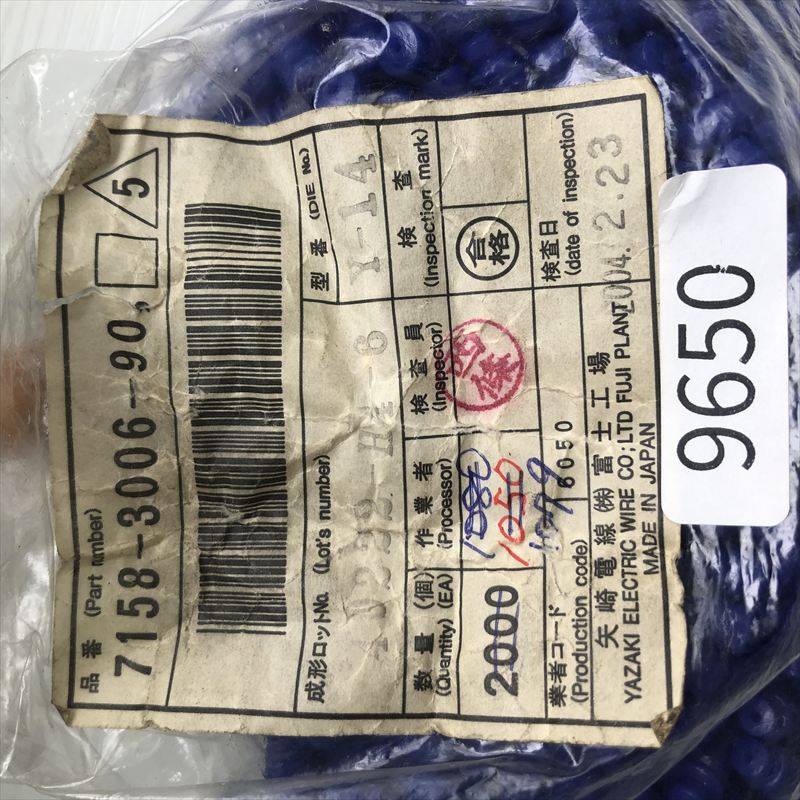 品番 (Part number)
7158-3006-90, 5
成形ロットNo. (Lot's number)
型番 (DIE No.)
I-14
数量 (個)
(Quantity) (EA)
2000
作業者
(Processor)
1050
検査員
(Inspector)
検査
(Inspection mark)
合格
業者コード
(Production code)
6050
検査日
(date of inspection)
2004.2.23
矢崎電線(株)富士工場
YAZAKI ELECTRIC WIRE CO;LTD FUJI PLANT
MADE IN JAPAN
9650